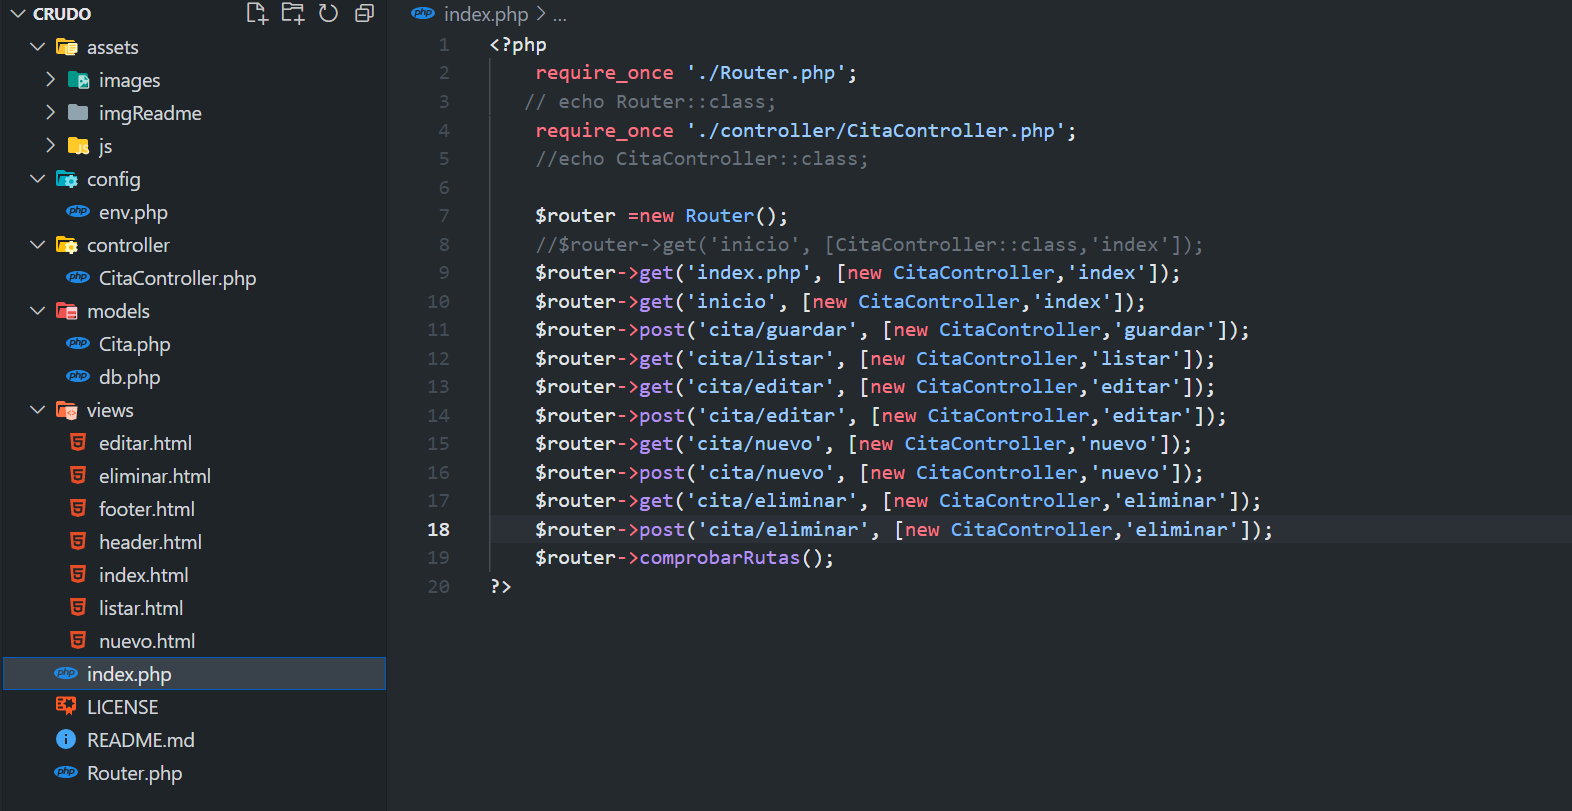 CRUDO
assets
images
imgReadme
js
config
env.php
controller
CitaController.php
models
Cita.php
db.php
views
editar.html
eliminar.html
footer.html
header.html
index.html
listar.html
nuevo.html
index.php
LICENSE
README.md
Router.php
index.php > ...
1 <?php
2 require_once './Router.php';
3 // echo Router::class;
4 require_once './controller/CitaController.php';
5 //echo CitaController::class;
6
7 $router =new Router();
8 //$router->get('inicio', [CitaController::class,'index']);
9 $router->get('index.php', [new CitaController,'index']);
10 $router->get('inicio', [new CitaController,'index']);
11 $router->post('cita/guardar', [new CitaController,'guardar']);
12 $router->get('cita/listar', [new CitaController,'listar']);
13 $router->get('cita/editar', [new CitaController,'editar']);
14 $router->post('cita/editar', [new CitaController,'editar']);
15 $router->get('cita/nuevo', [new CitaController,'nuevo']);
16 $router->post('cita/nuevo', [new CitaController,'nuevo']);
17 $router->get('cita/eliminar', [new CitaController,'eliminar']);
18 $router->post('cita/eliminar', [new CitaController,'eliminar']);
19 $router->comprobarRutas();
20 ?>